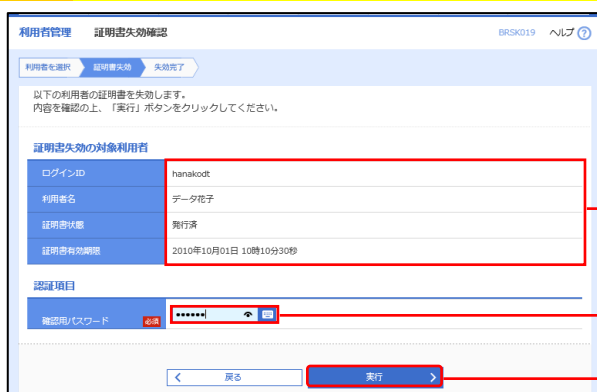 利用者管理 証明書失効確認 BRSK019 ヘルプ ?
利用者を選択 証明書失効 失効完了
以下の利用者の証明書を失効します。
内容を確認の上、「実行」ボタンをクリックしてください。
証明書失効の対象利用者
ログインID hanakodt
利用者名 データ花子
証明書状態 発行済
証明書有効期限 2010年10月01日 10時10分30秒
認証項目
確認用パスワード 必須 ••••••
戻る 実行